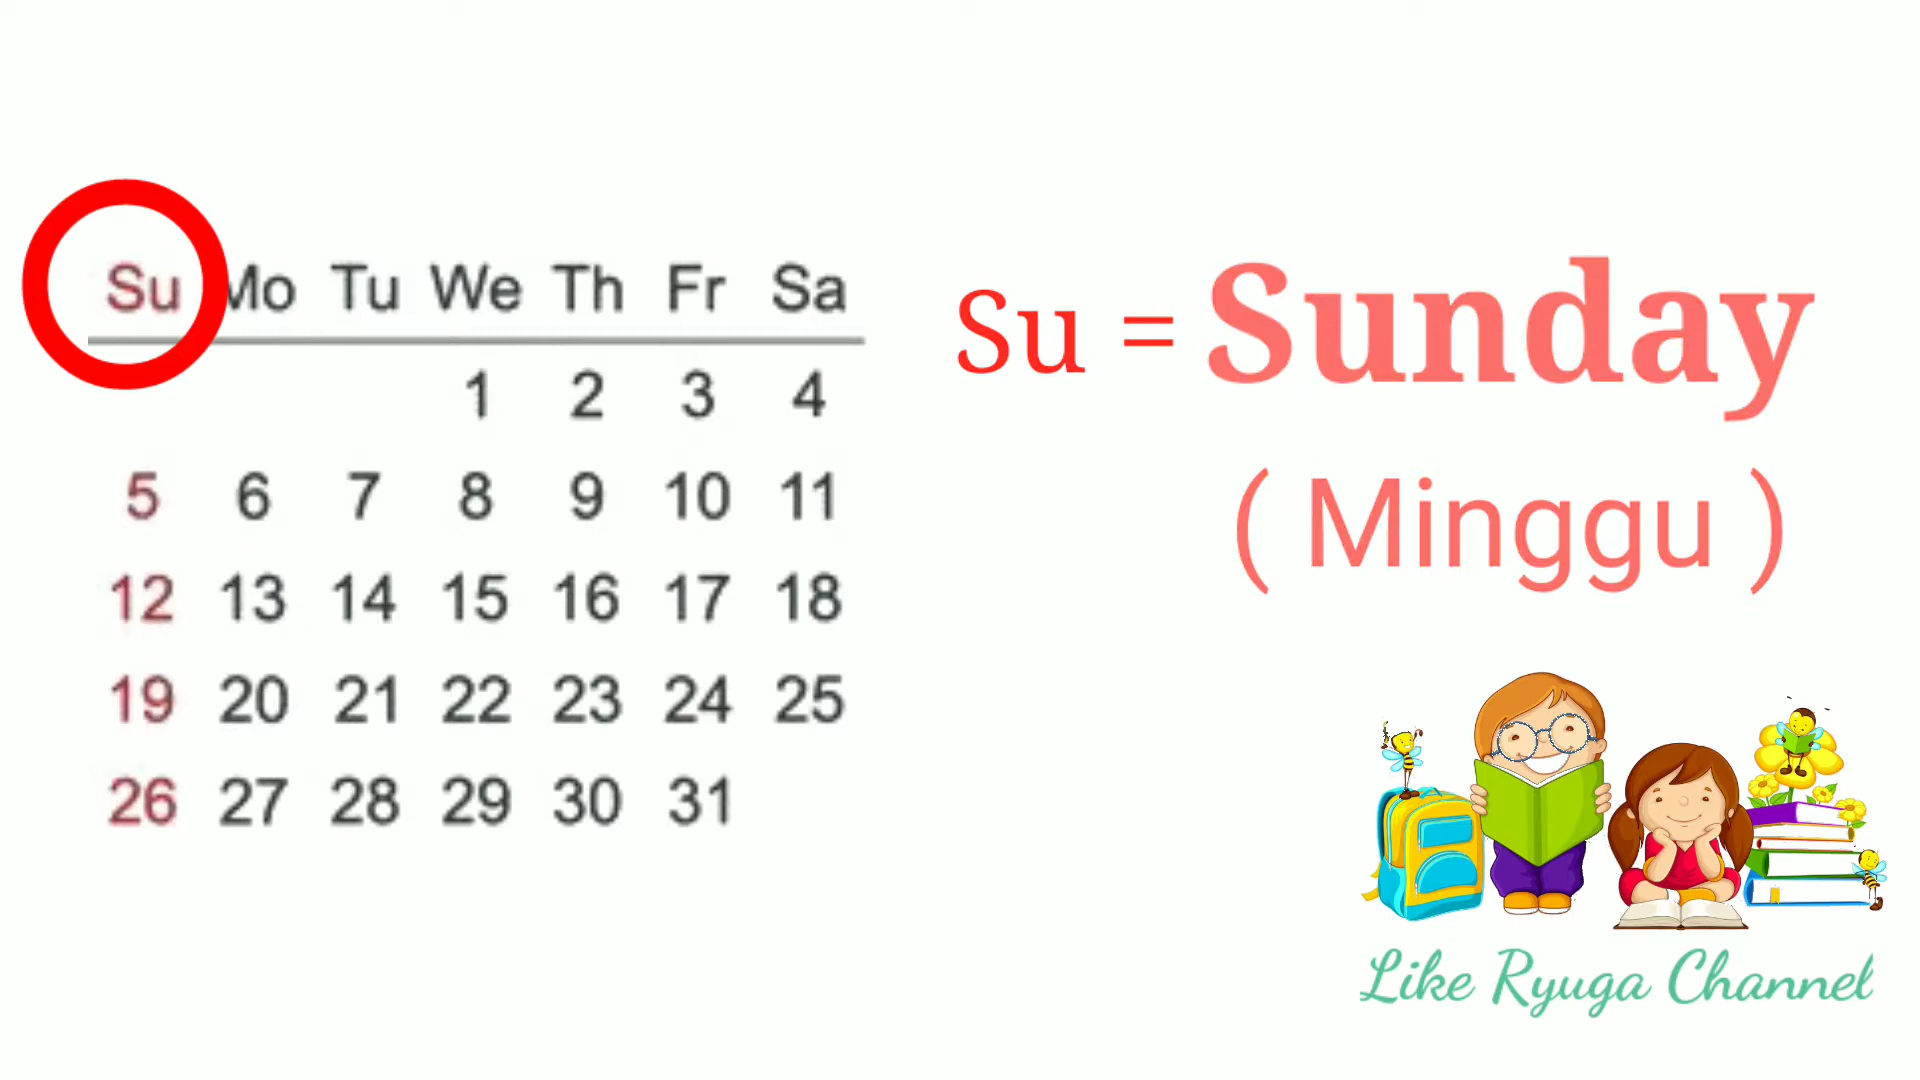 Su Mo Tu We Th Fr Sa
1 2 3 4
5 6 7 8 9 10 11
12 13 14 15 16 17 18
19 20 21 22 23 24 25
26 27 28 29 30 31
Su = Sunday
( Minggu )
Like Ryuga Channel